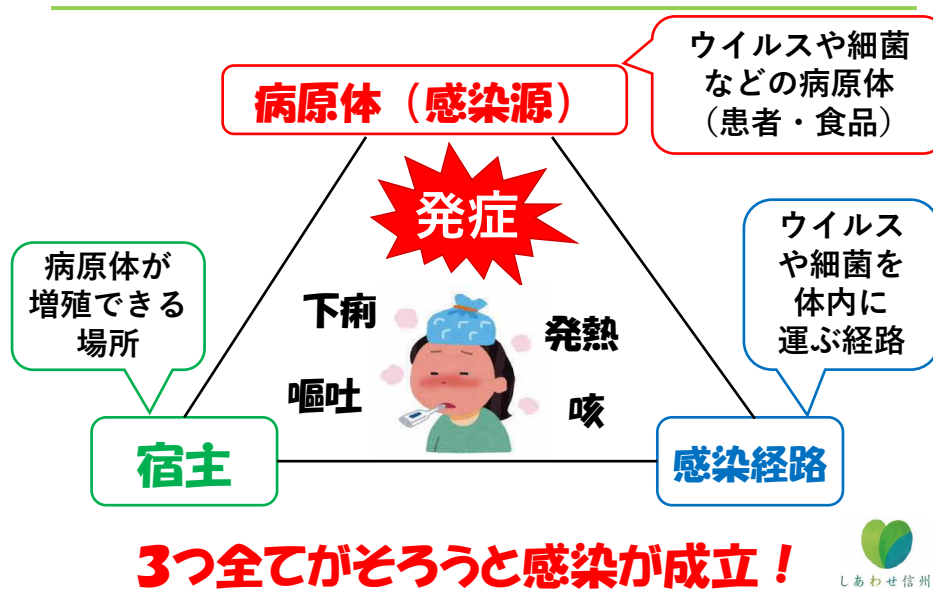 病原体（感染源）
ウイルスや細菌
などの病原体
（患者・食品）
発症
病原体が
増殖できる
場所
ウイルス
や細菌を
体内に
運ぶ経路
下痢
発熱
嘔吐
咳
宿主
感染経路
3つ全てがそろうと感染が成立！
しあわせ信州